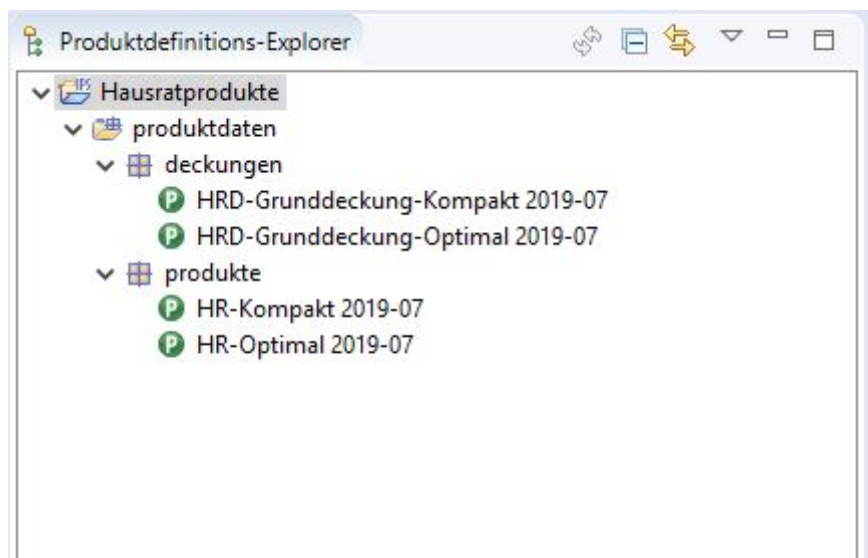 Produktdefinitions-Explorer
Hausratprodukte
produktdaten
deckungen
HRD-Grunddeckung-Kompakt 2019-07
HRD-Grunddeckung-Optimal 2019-07
produkte
HR-Kompakt 2019-07
HR-Optimal 2019-07